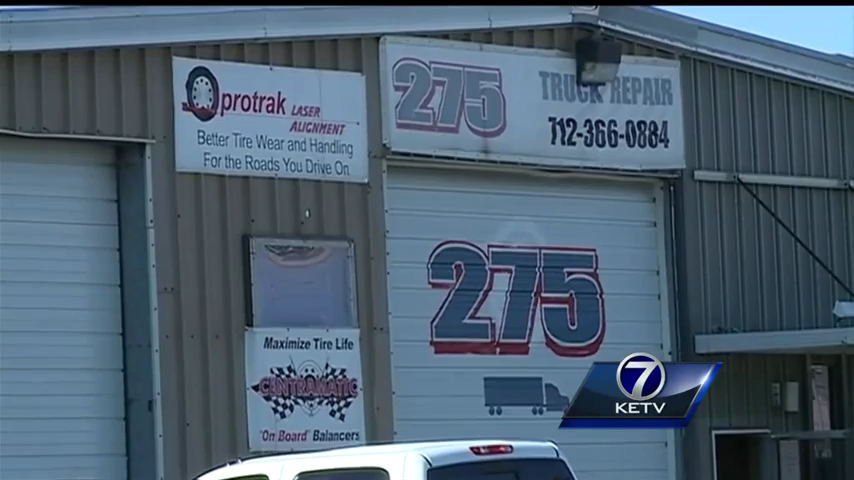 protrak LASER
ALIGNMENT
Better Tire Wear and Handling
For the Roads You Drive On
275 TRUCK REPAIR
712-366-0884
275
Maximize Tire Life
CENTRAMATIC
"On Board" Balancers
7
KETV